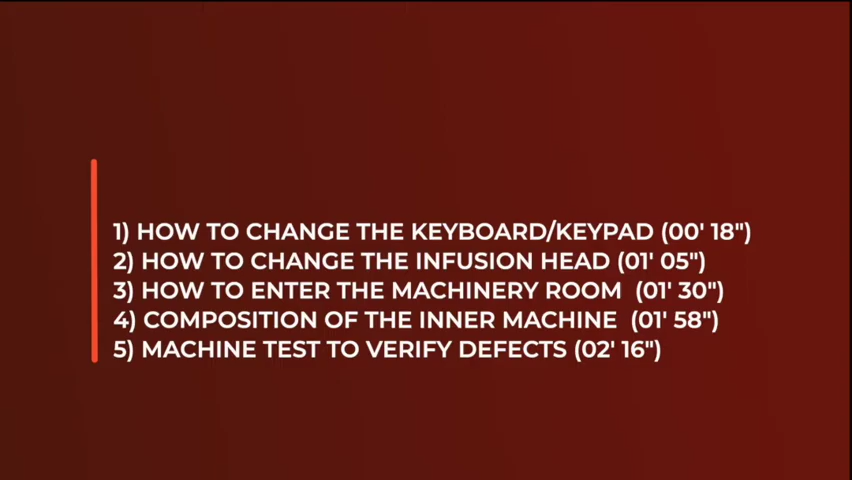 1) HOW TO CHANGE THE KEYBOARD/KEYPAD (00' 18")
2) HOW TO CHANGE THE INFUSION HEAD (01' 05")
3) HOW TO ENTER THE MACHINERY ROOM (01' 30")
4) COMPOSITION OF THE INNER MACHINE (01' 58")
5) MACHINE TEST TO VERIFY DEFECTS (02' 16")